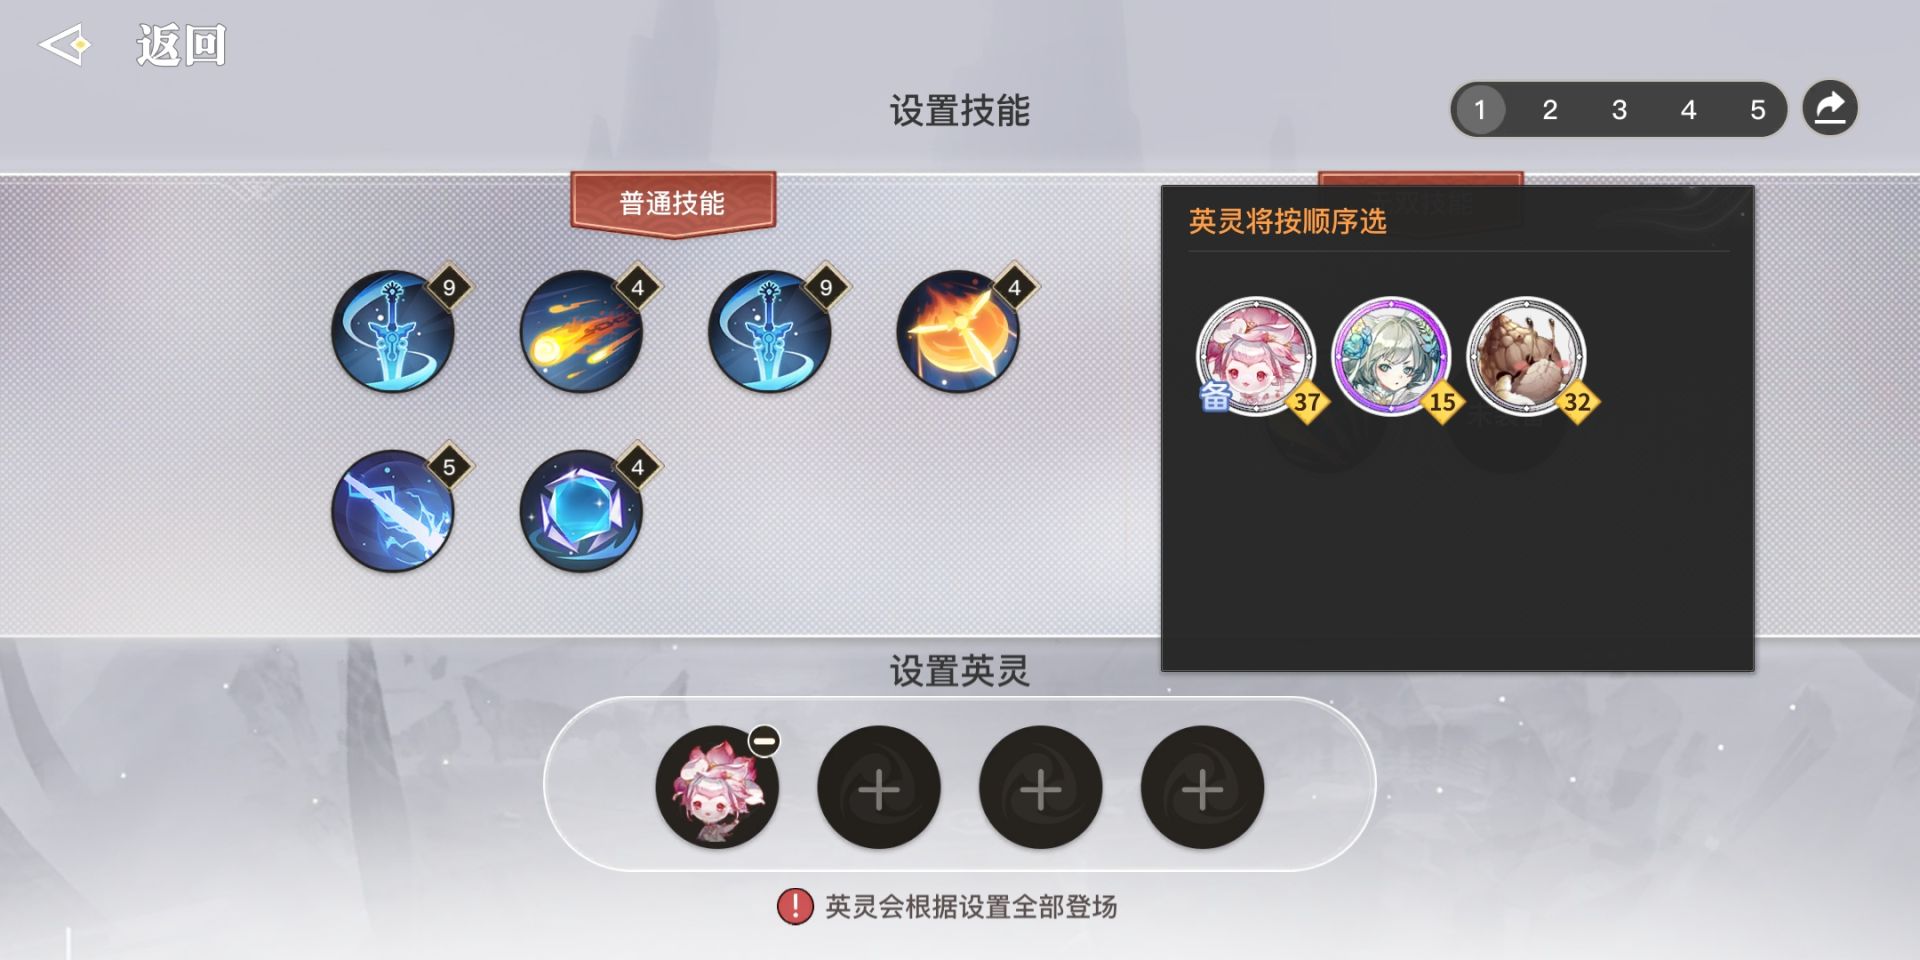 返回
设置技能
1 2 3 4 5
普通技能
英灵将按顺序选
9 4 9 4
备 37 15 32
5 4
设置英灵
英灵会根据设置全部登场